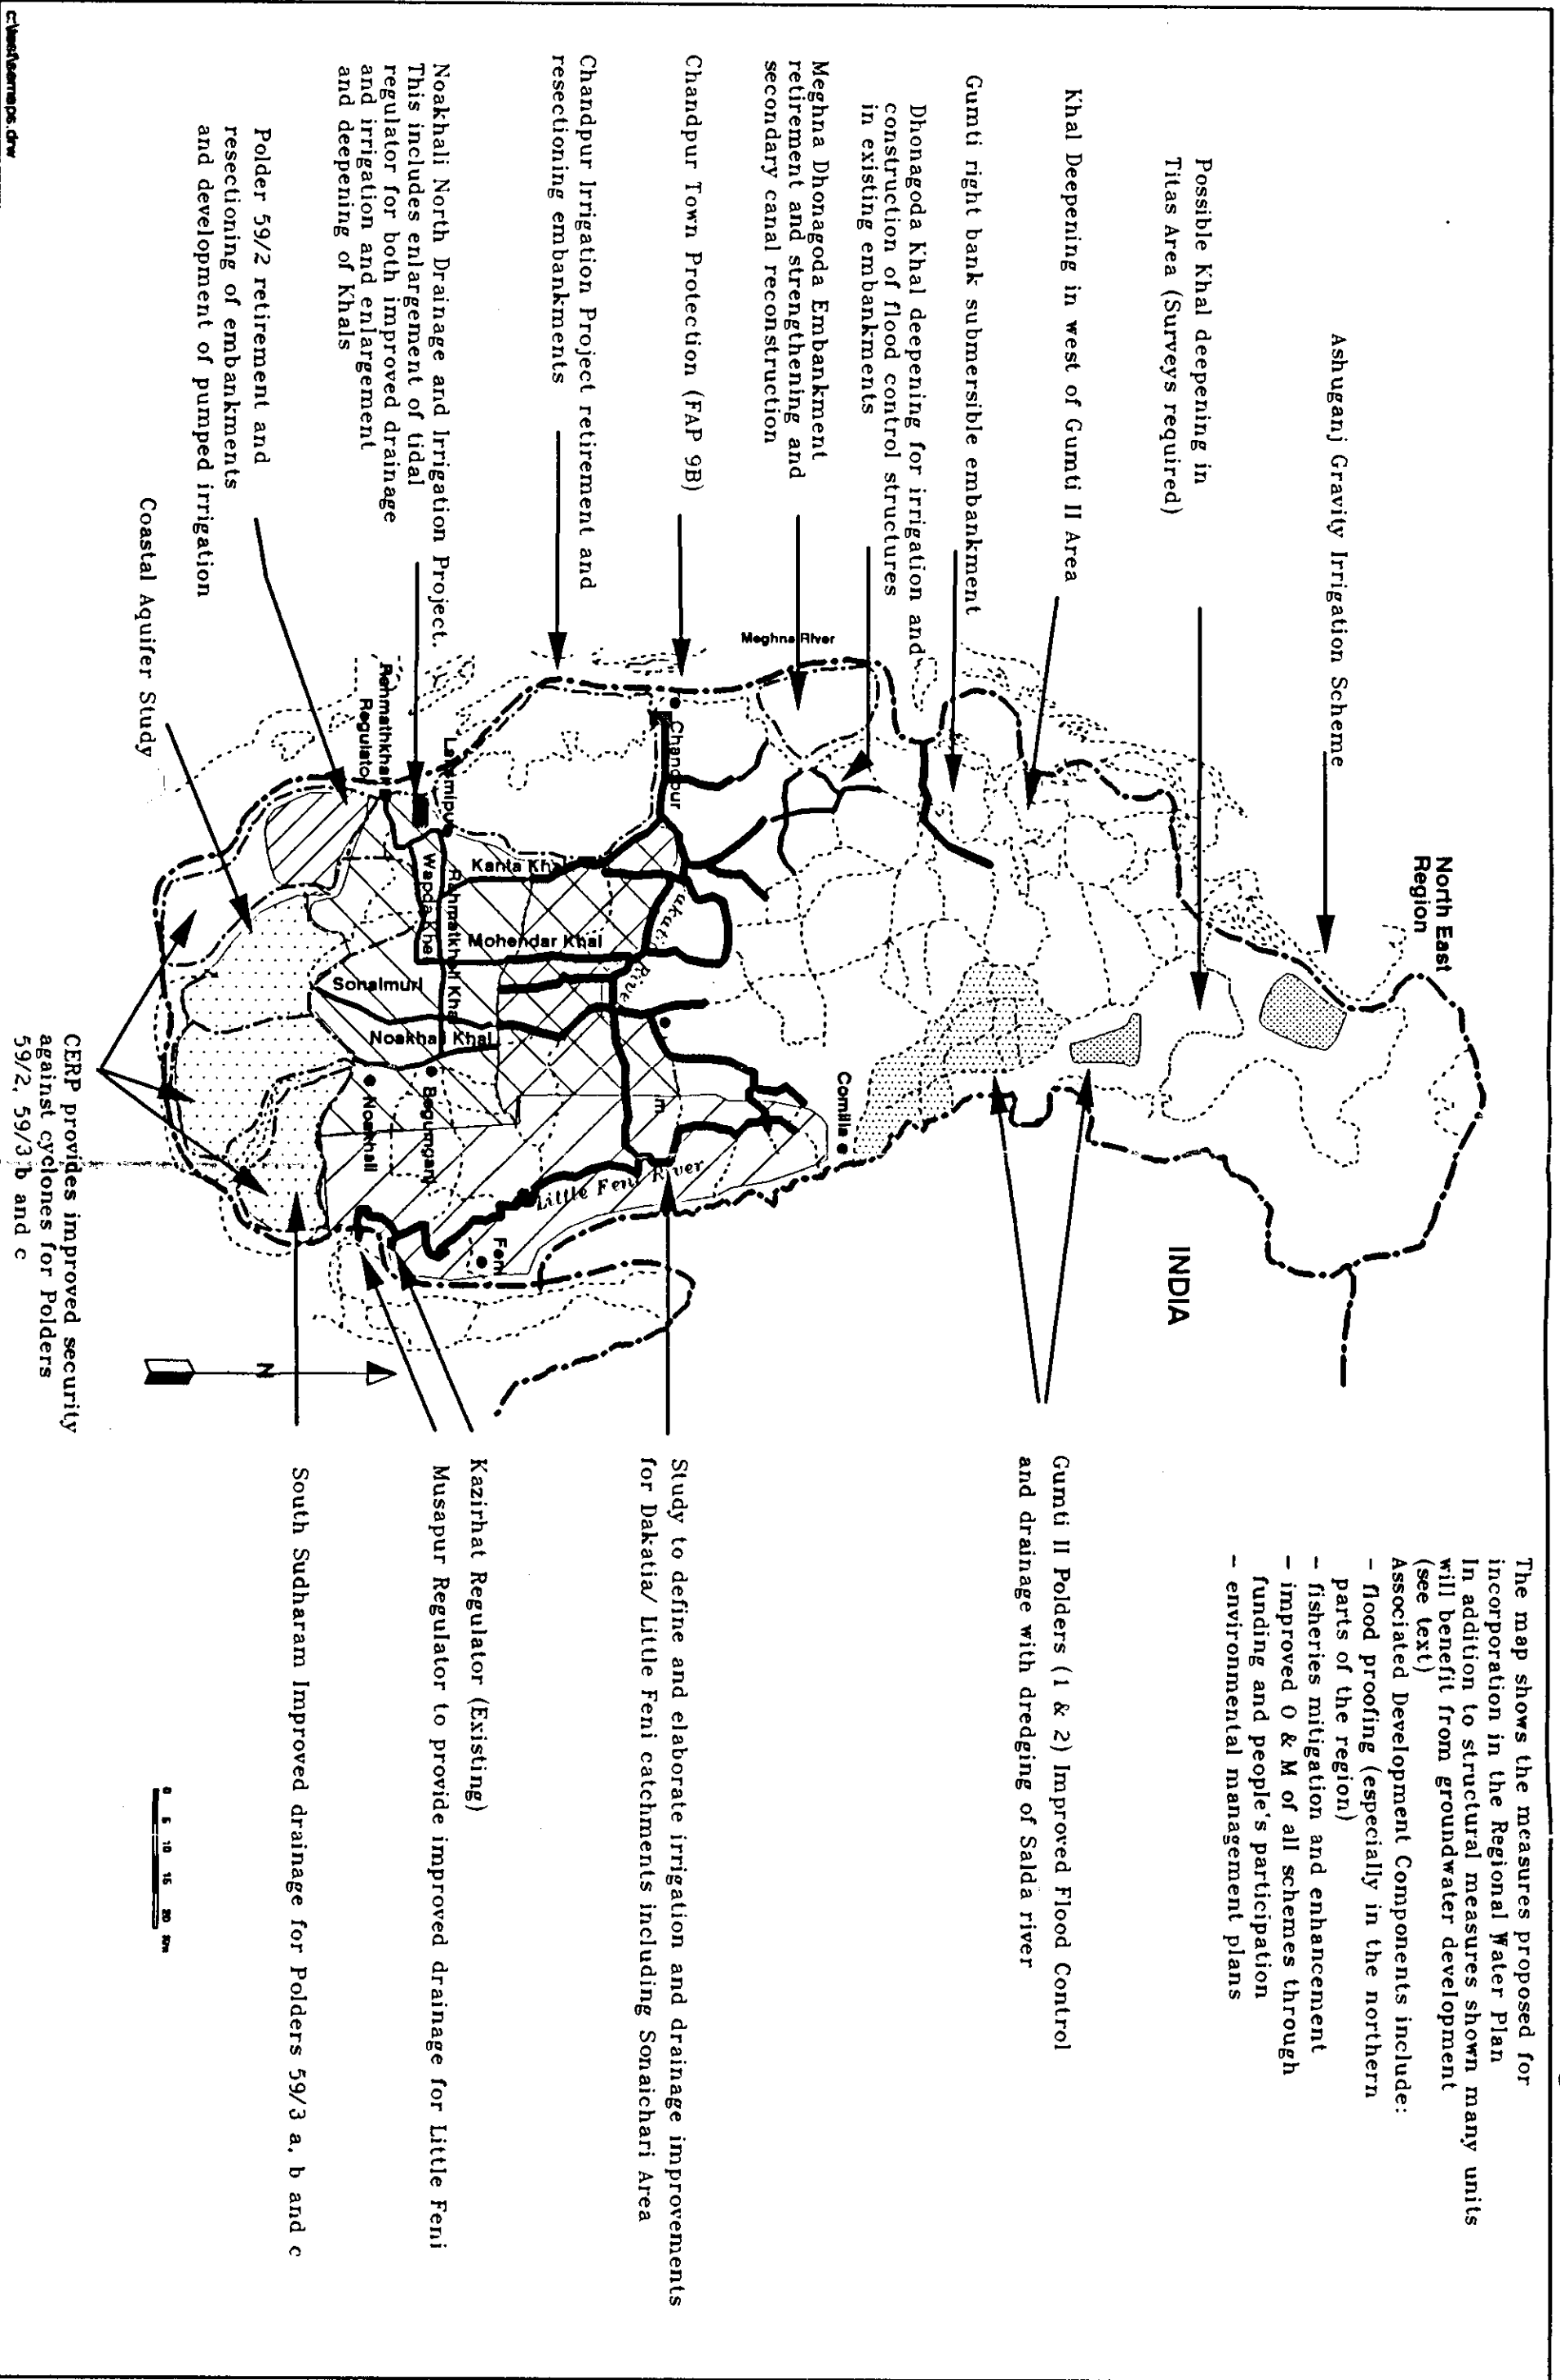 The map shows the measures proposed for
incorporation in the Regional Water Plan
In addition to structural measures shown many units
will benefit from groundwater development
(see text)
Associated Development Components include:
- flood proofing (especially in the northern
parts of the region)
- fisheries mitigation and enhancement
- improved O & M of all schemes through
funding and people's participation
- environmental management plans
Ashuganj Gravity Irrigation Scheme
North East
Region
Possible Khal deepening in
Titas Area (Surveys required)
INDIA
Khal Deepening in west of Gumti II Area
Gumti right bank submersible embankment
Dhonagoda Khal deepening for irrigation and
construction of flood control structures
in existing embankments
Meghna Dhonagoda Embankment
retirement and strengthening and
secondary canal reconstruction
Chandpur Town Protection (FAP 9B)
Chandpur Irrigation Project retirement and
resectioning embankments
Noakhali North Drainage and Irrigation Project.
This includes enlargement of tidal
regulator for both improved drainage
and irrigation and enlargement
and deepening of Khals
Polder 59/2 retirement and
resectioning of embankments
and development of pumped irrigation
Coastal Aquifer Study
Meghna River
Comilla
Chandpur
Little Feni River
River
Kanta Khal
Mohendar Khal
Rahmatkhali Khal
Wapda Khal
Lakshmipur
Rahmathkhali
Regulator
Sonaimuri
Noakhali Khal
Begumganj
Noakhali
Feni
N
Gumti II Polders (1 & 2) Improved Flood Control
and drainage with dredging of Salda river
Study to define and elaborate irrigation and drainage improvements
for Dakatia/ Little Feni catchments including Sonaichari Area
Kazirhat Regulator (Existing)
Musapur Regulator to provide improved drainage for Little Feni
South Sudharam Improved drainage for Polders 59/3 a, b and c
CERP provides improved security
against cyclones for Polders
59/2, 59/3 b and c
0 5 10 15 20 Km